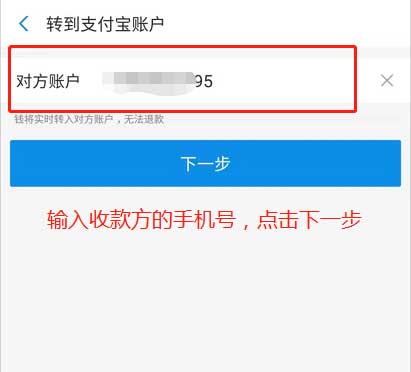 转到支付宝账户
对方账户 95
钱将实时转入对方账户，无法退款
下一步
输入收款方的手机号，点击下一步